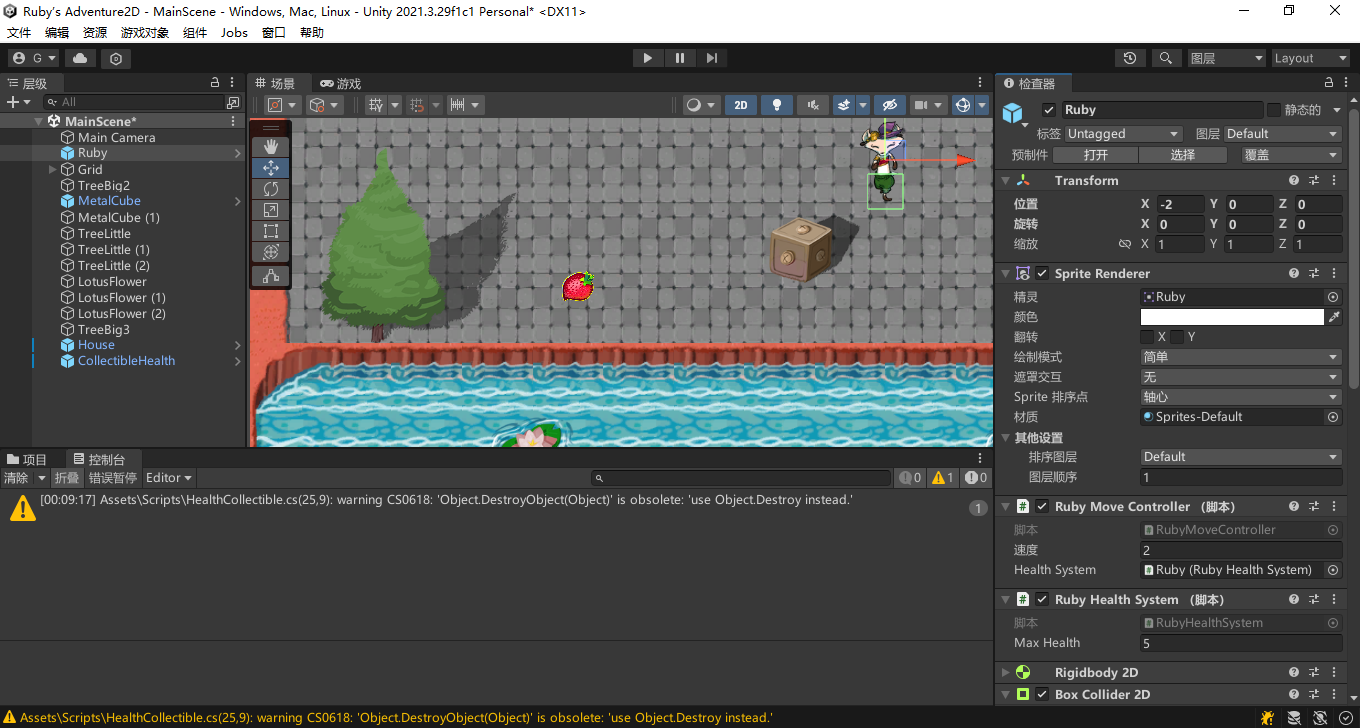 Ruby's Adventure2D - MainScene - Windows, Mac, Linux - Unity 2021.3.29f1c1 Personal* <DX11>
文件 编辑 资源 游戏对象 组件 Jobs 窗口 帮助
G 图层 Layout
层级
All
MainScene*
Main Camera
Ruby
Grid
TreeBig2
MetalCube
MetalCube (1)
TreeLittle
TreeLittle (1)
TreeLittle (2)
LotusFlower
LotusFlower (1)
LotusFlower (2)
TreeBig3
House
CollectibleHealth
场景 游戏
2D
项目 控制台
清除 折叠 错误暂停 Editor 0 1 0
[00:09:17] Assets\Scripts\HealthCollectible.cs(25,9): warning CS0618: 'Object.DestroyObject(Object)' is obsolete: 'use Object.Destroy instead.'
1
检查器
Ruby 静态的
标签 Untagged 图层 Default
预制件 打开 选择 覆盖
Transform
位置 X -2 Y 0 Z 0
旋转 X 0 Y 0 Z 0
缩放 X 1 Y 1 Z 1
Sprite Renderer
精灵 Ruby
颜色
翻转 X Y
绘制模式 简单
遮罩交互 无
Sprite 排序点 轴心
材质 Sprites-Default
其他设置
排序图层 Default
图层顺序 1
Ruby Move Controller （脚本）
脚本 RubyMoveController
速度 2
Health System Ruby (Ruby Health System)
Ruby Health System （脚本）
脚本 RubyHealthSystem
Max Health 5
Rigidbody 2D
Box Collider 2D
Assets\Scripts\HealthCollectible.cs(25,9): warning CS0618: 'Object.DestroyObject(Object)' is obsolete: 'use Object.Destroy instead.'